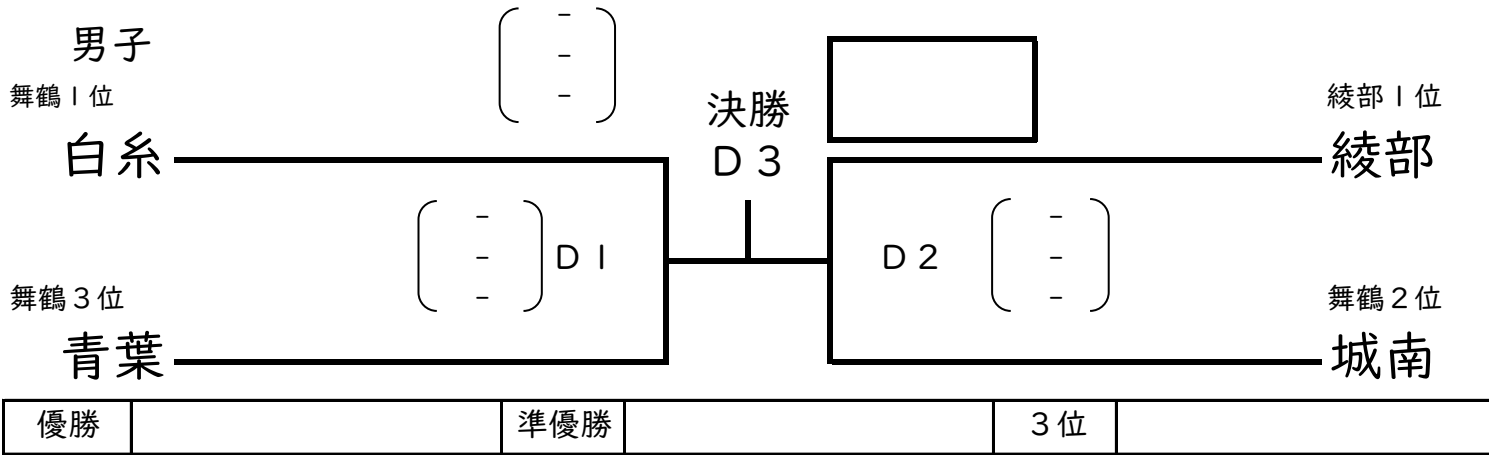 男子
舞鶴1位
白糸
-
-
-
決勝
D3
綾部1位
綾部
-
-
-
D1
D2
-
-
-
舞鶴3位
青葉
舞鶴2位
城南
優勝
準優勝
3位